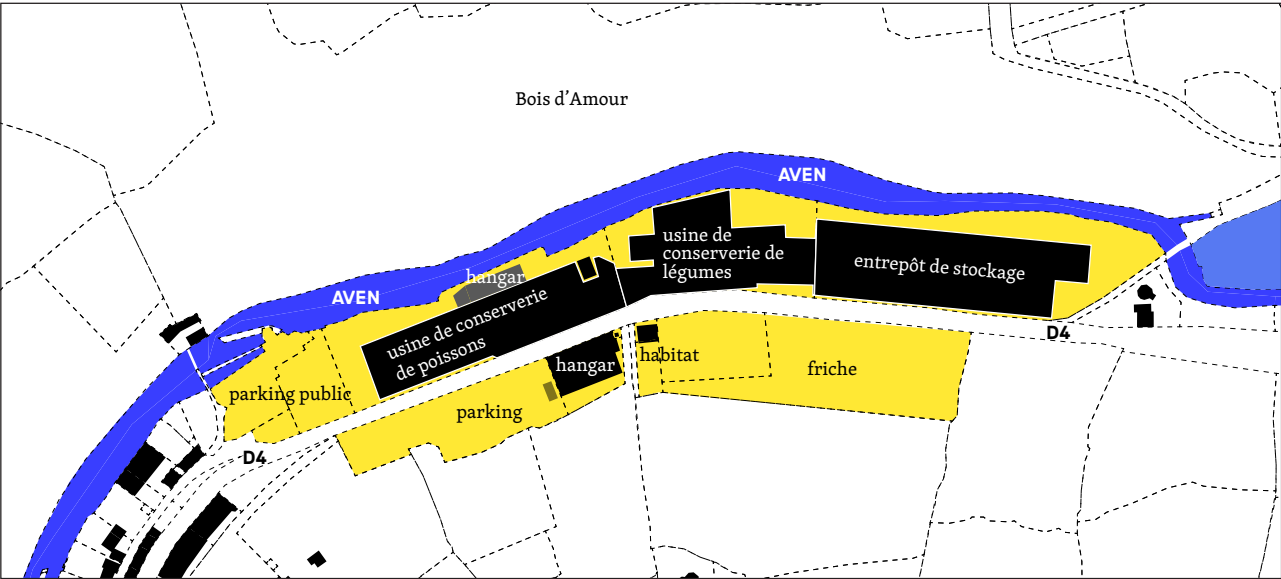 Bois d’Amour
AVEN
usine de
conserverie de
légumes
entrepôt de stockage
hangar
AVEN
usine de conserverie
de poissons
D4
habitat
hangar
friche
parking public
parking
D4